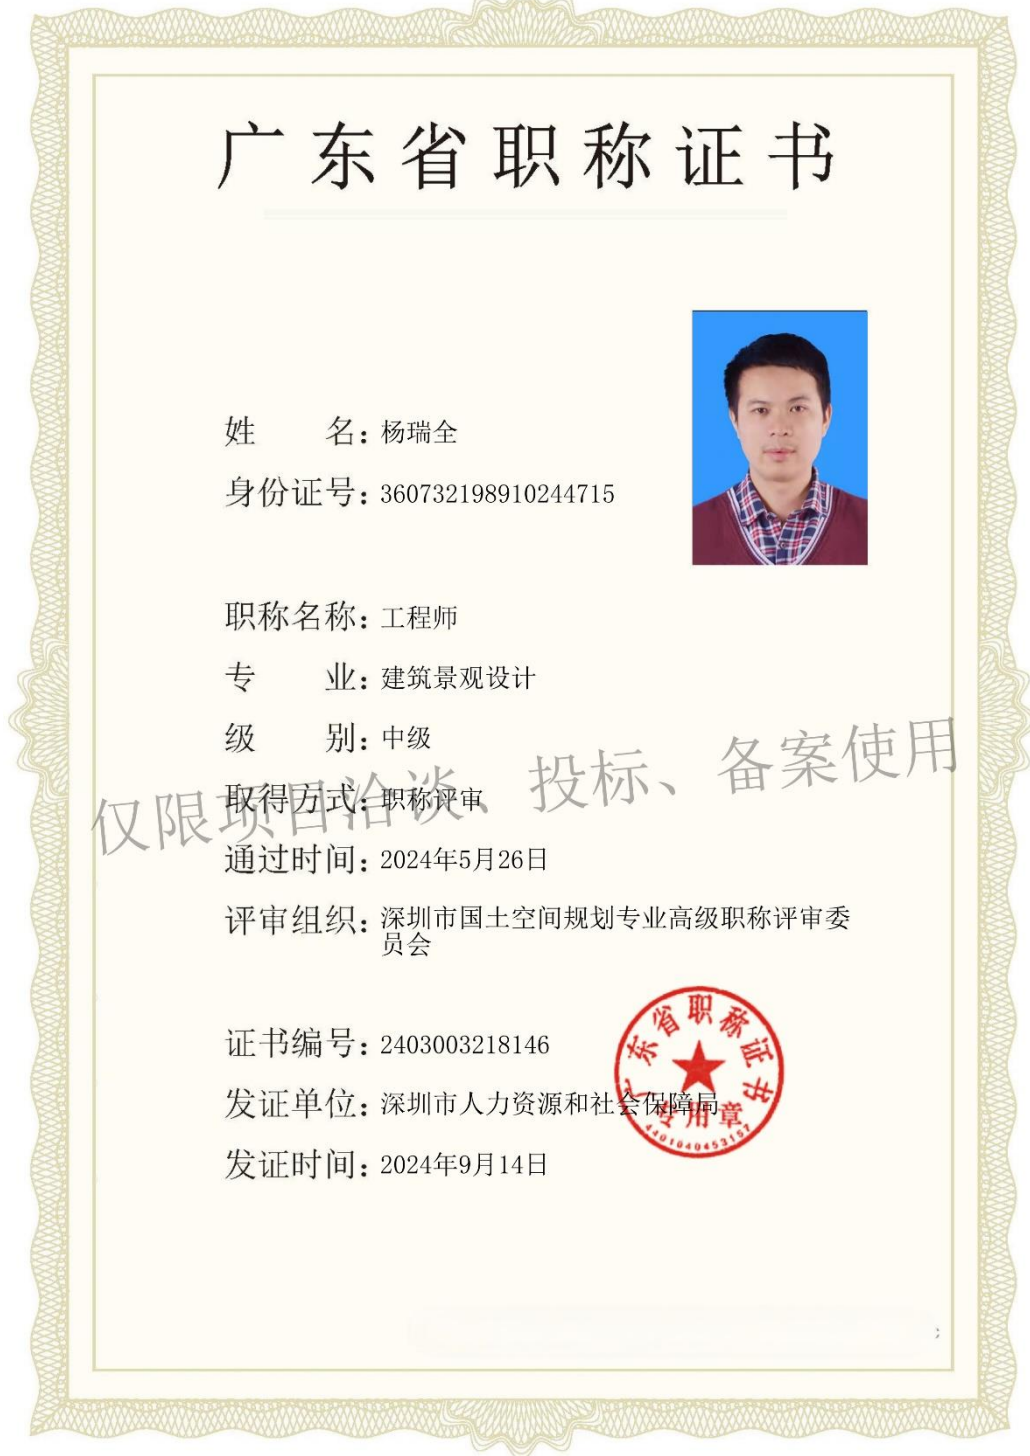 广东省职称证书
姓名：杨瑞全
身份证号：360732198910244715
职称名称：工程师
专业：建筑景观设计
级别：中级
取得方式：职称评审
通过时间：2024年5月26日
评审组织：深圳市国土空间规划专业高级职称评审委
员会
证书编号：2403003218146
发证单位：深圳市人力资源和社会保障局
发证时间：2024年9月14日
仅限项目洽谈、投标、备案使用
广东省职称证书
专用章
4401040453157